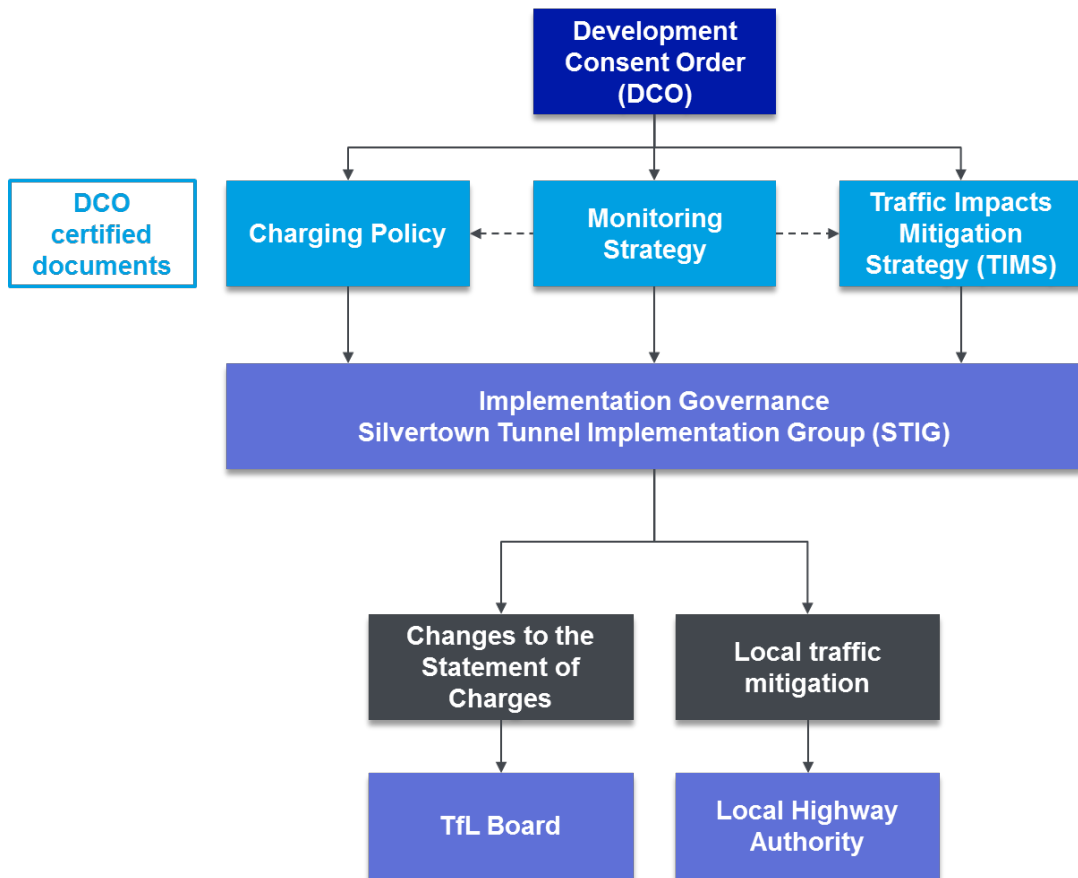 Development
Consent Order
(DCO)
DCO
certified
documents
Charging Policy
Monitoring
Strategy
Traffic Impacts
Mitigation
Strategy (TIMS)
Implementation Governance
Silvertown Tunnel Implementation Group (STIG)
Changes to the
Statement of
Charges
Local traffic
mitigation
TfL Board
Local Highway
Authority